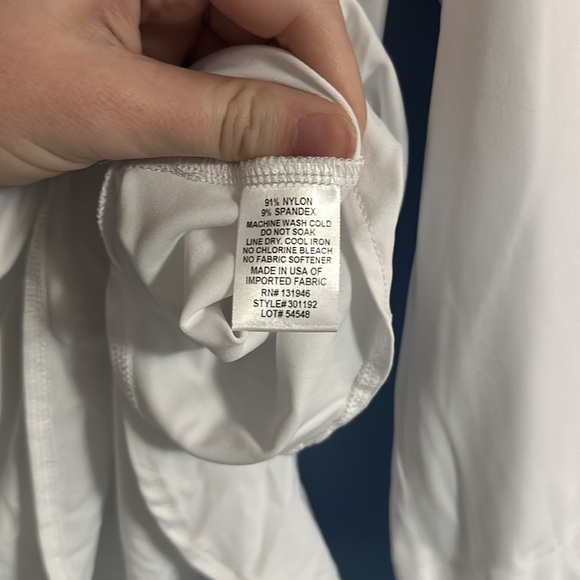 91% NYLON
9% SPANDEX
MACHINE WASH COLD
DO NOT SOAK
LINE DRY, COOL IRON
NO CHLORINE BLEACH
NO FABRIC SOFTENER
MADE IN USA OF
IMPORTED FABRIC
RN# 131946
STYLE# 301192
LOT# 54548